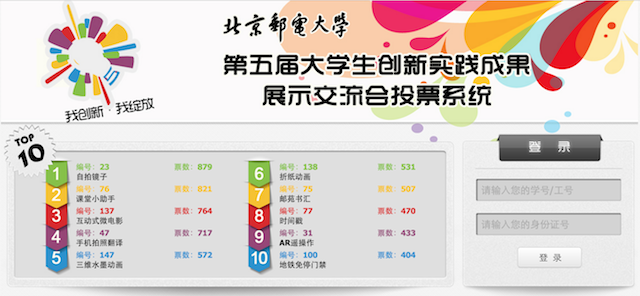 北京郵電大學
第五届大学生创新实践成果
展示交流会投票系统
5
我创新·我绽放
TOP
10
登 录
1 编号：23 票数：879
自拍镜子
2 编号：76 票数：821
课堂小助手
3 编号：137 票数：764
互动式微电影
4 编号：47 票数：717
手机拍照翻译
5 编号：147 票数：572
三维水墨动画
6 编号：138 票数：531
折纸动画
7 编号：75 票数：507
邮苑书汇
8 编号：77 票数：470
时间戳
9 编号：31 票数：433
AR遥操作
10 编号：100 票数：404
地铁免停门禁
请输入您的学号/工号
请输入您的身份证号
登 录